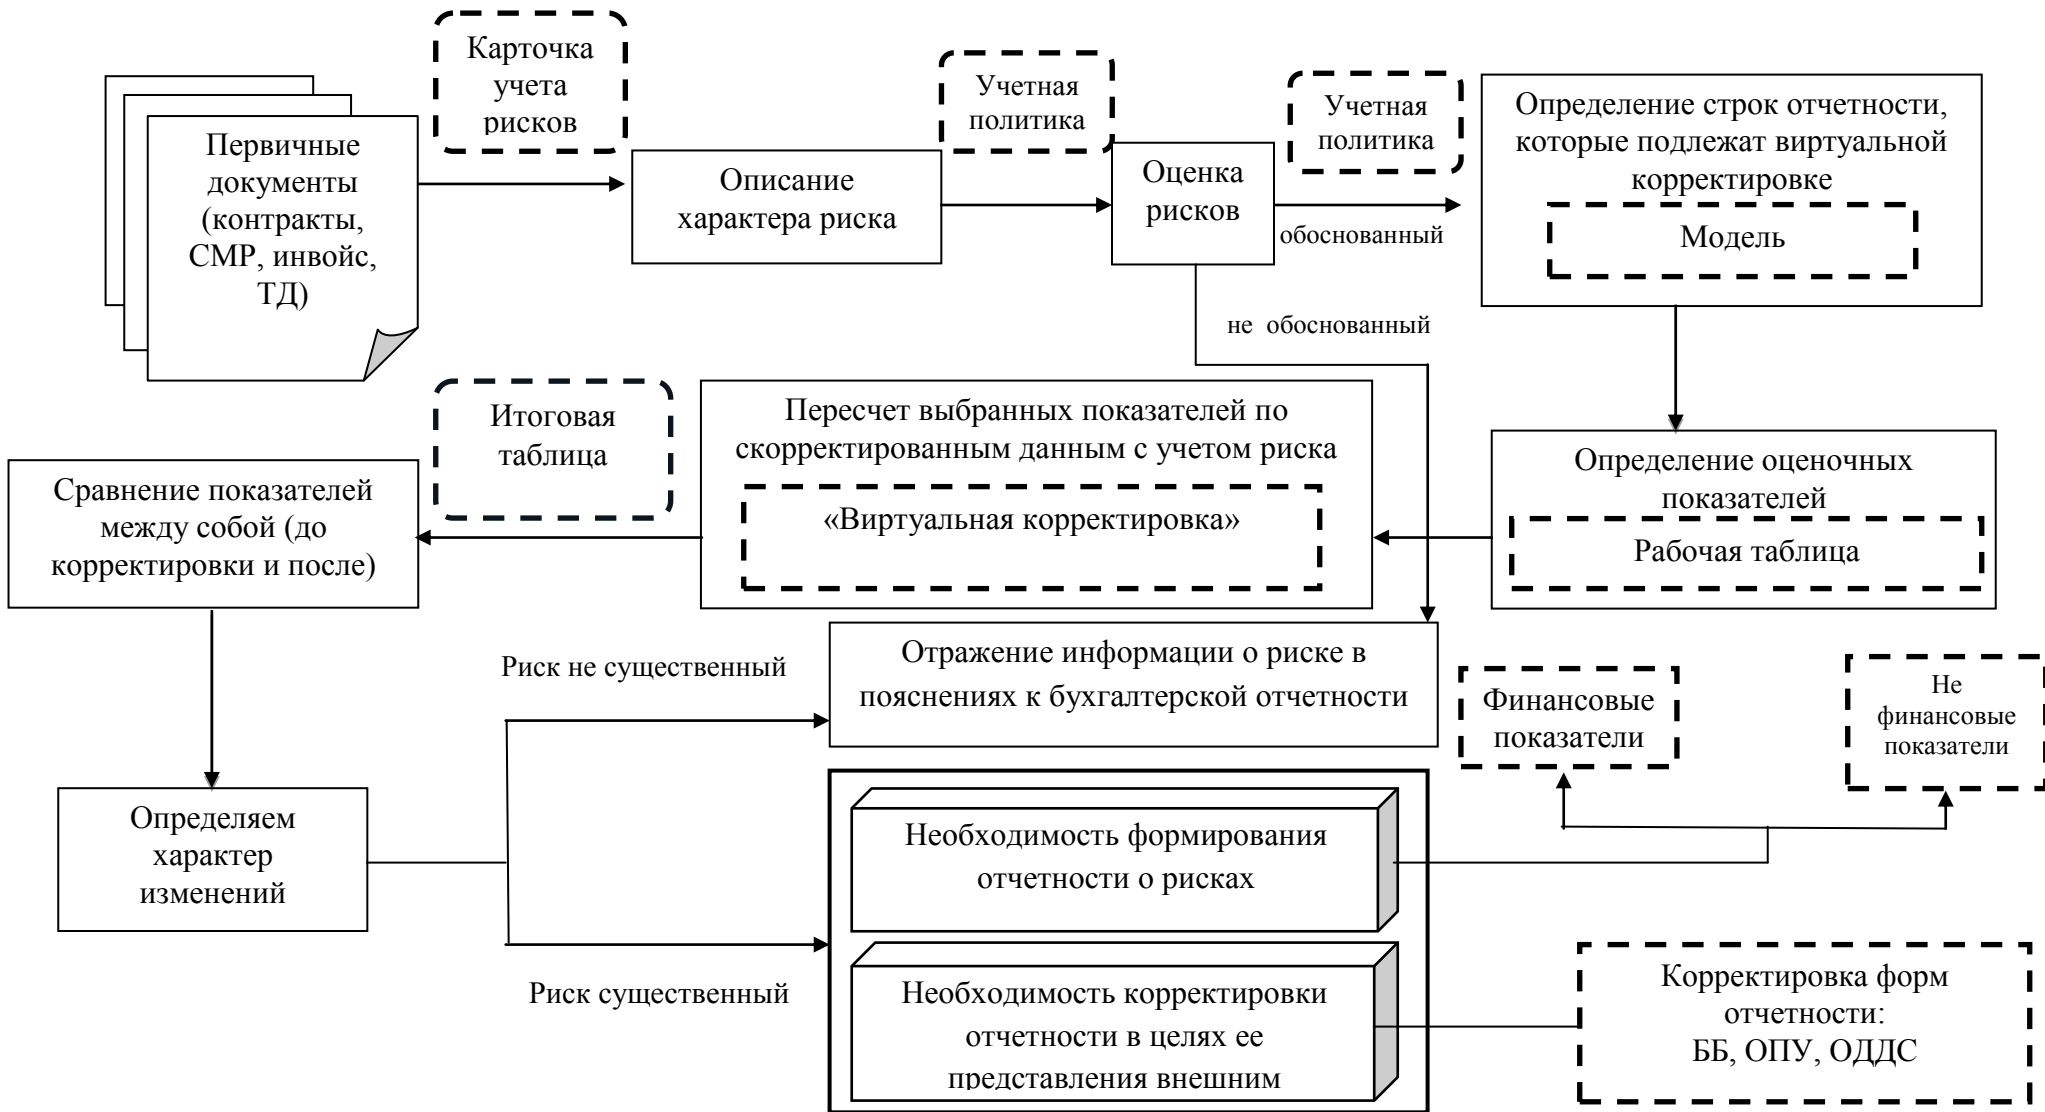 Карточка
учета
рисков
Учетная
политика
Учетная
политика
Определение строк отчетности,
которые подлежат виртуальной
корректировке
Модель
Первичные
документы
(контракты,
СМР, инвойс,
ТД)
Описание
характера риска
Оценка
рисков
обоснованный
не обоснованный
Итоговая
таблица
Пересчет выбранных показателей по
скорректированным данным с учетом риска
«Виртуальная корректировка»
Определение оценочных
показателей
Рабочая таблица
Сравнение показателей
между собой (до
корректировки и после)
Риск не существенный
Отражение информации о риске в
пояснениях к бухгалтерской отчетности
Финансовые
показатели
Не
финансовые
показатели
Определяем
характер
изменений
Необходимость формирования
отчетности о рисках
Риск существенный
Необходимость корректировки
отчетности в целях ее
представления внешним
Корректировка форм
отчетности:
ББ, ОПУ, ОДДС